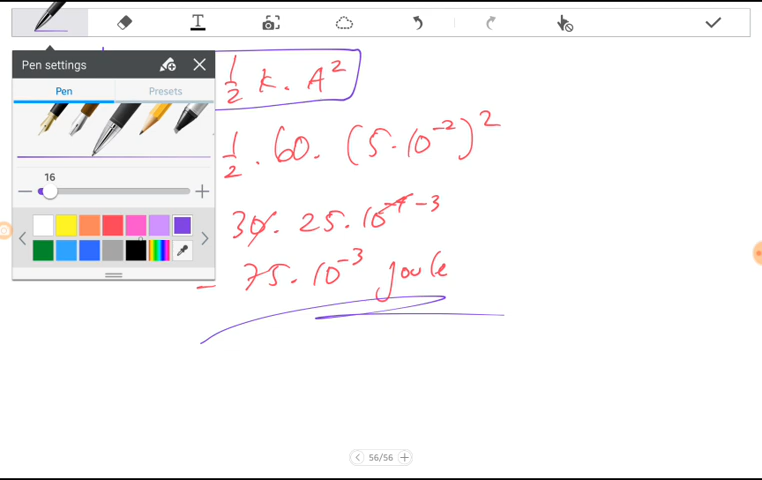 T
Pen settings
Pen Presets
16
1/2 k. A²
1/2 . 60. (5. 10⁻²)²
30. 25. 10⁻⁴ ⁻³
= 75. 10⁻³ joule
56/56